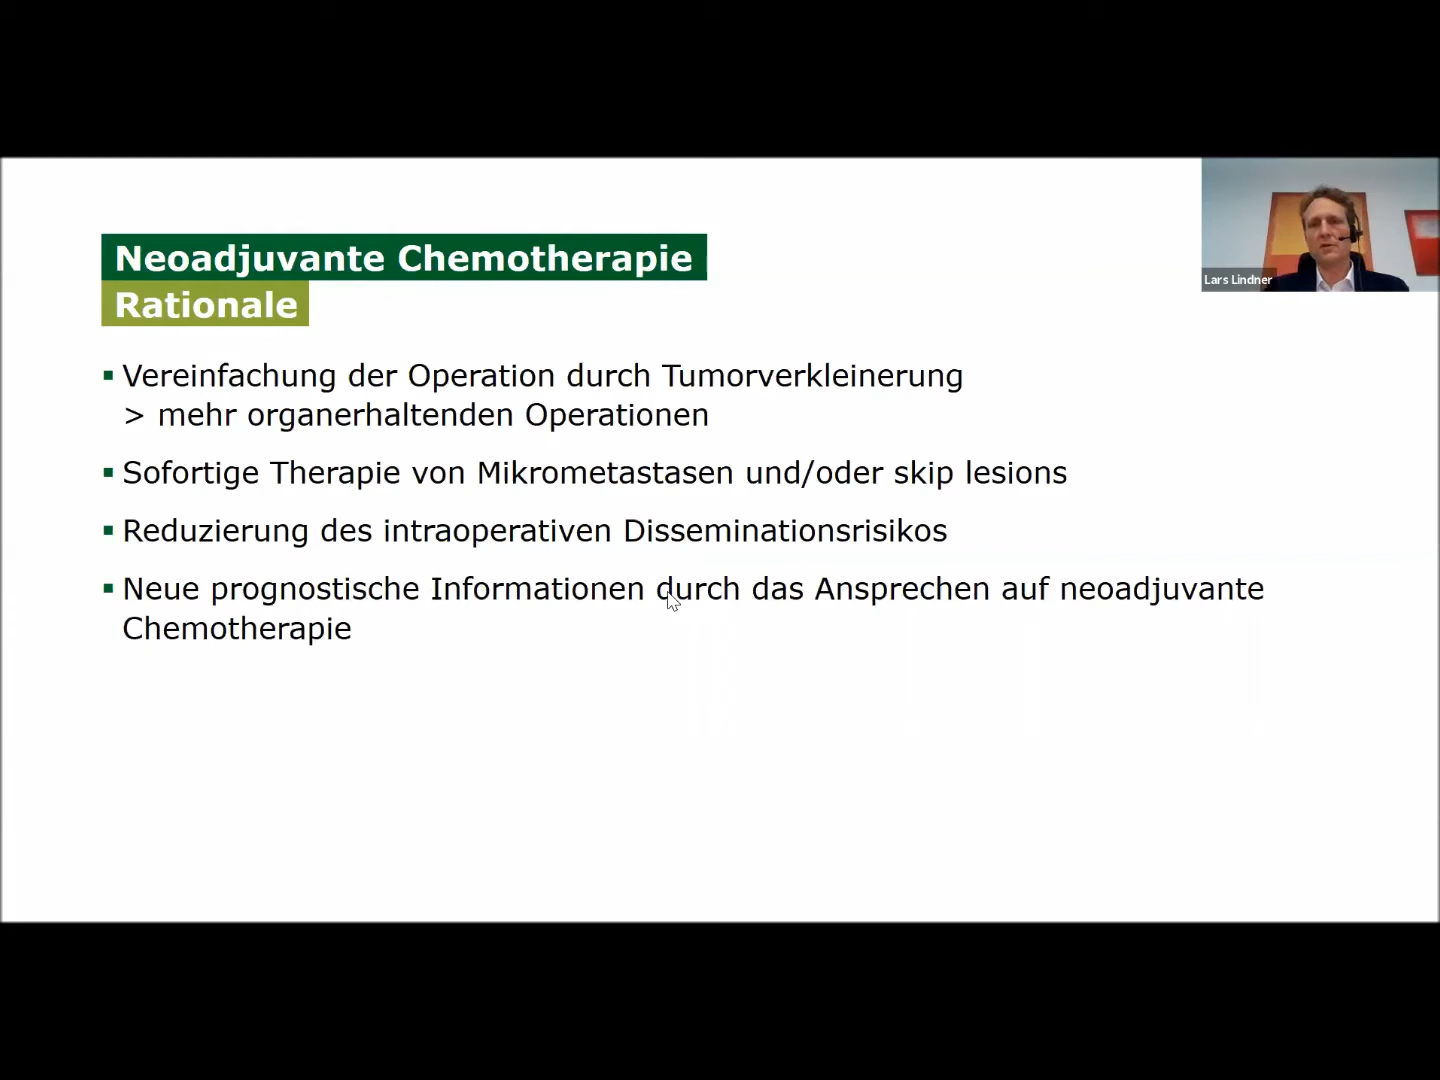 Neoadjuvante Chemotherapie
Rationale
Lars Lindner
▪ Vereinfachung der Operation durch Tumorverkleinerung
> mehr organerhaltenden Operationen
▪ Sofortige Therapie von Mikrometastasen und/oder skip lesions
▪ Reduzierung des intraoperativen Disseminationsrisikos
▪ Neue prognostische Informationen durch das Ansprechen auf neoadjuvante
Chemotherapie